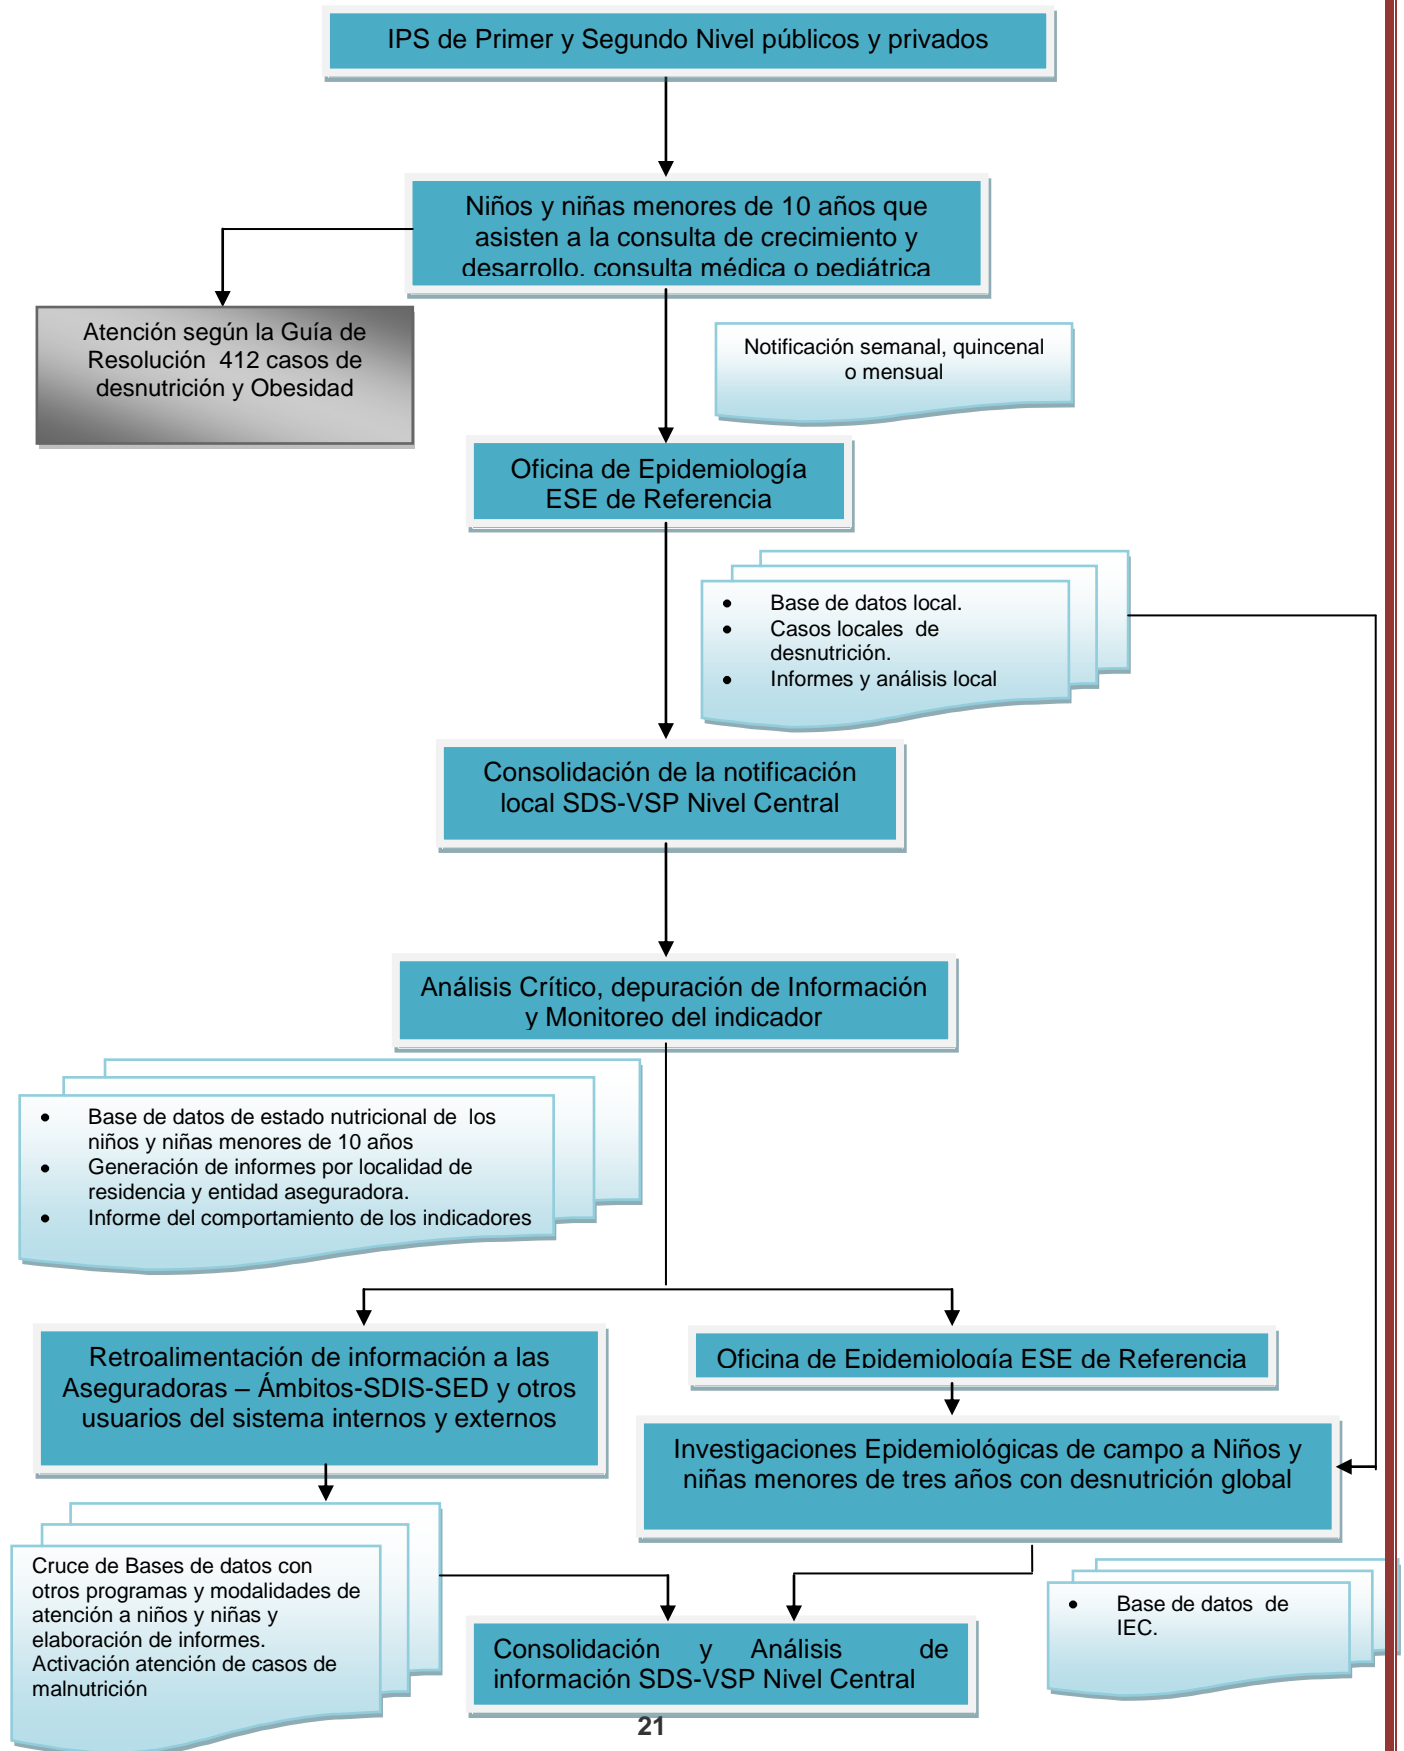 IPS de Primer y Segundo Nivel públicos y privados
Niños y niñas menores de 10 años que
asisten a la consulta de crecimiento y
desarrollo, consulta médica o pediátrica
Atención según la Guía de
Resolución 412 casos de
desnutrición y Obesidad
Notificación semanal, quincenal
o mensual
Oficina de Epidemiología
ESE de Referencia
• Base de datos local.
• Casos locales de
desnutrición.
• Informes y análisis local
Consolidación de la notificación
local SDS-VSP Nivel Central
Análisis Crítico, depuración de Información
y Monitoreo del indicador
• Base de datos de estado nutricional de los
niños y niñas menores de 10 años
• Generación de informes por localidad de
residencia y entidad aseguradora.
• Informe del comportamiento de los indicadores
Retroalimentación de información a las
Aseguradoras – Ámbitos-SDIS-SED y otros
usuarios del sistema internos y externos
Oficina de Epidemiología ESE de Referencia
Investigaciones Epidemiológicas de campo a Niños y
niñas menores de tres años con desnutrición global
Cruce de Bases de datos con
otros programas y modalidades de
atención a niños y niñas y
elaboración de informes.
Activación atención de casos de
malnutrición
• Base de datos de
IEC.
Consolidación y Análisis de
información SDS-VSP Nivel Central
21